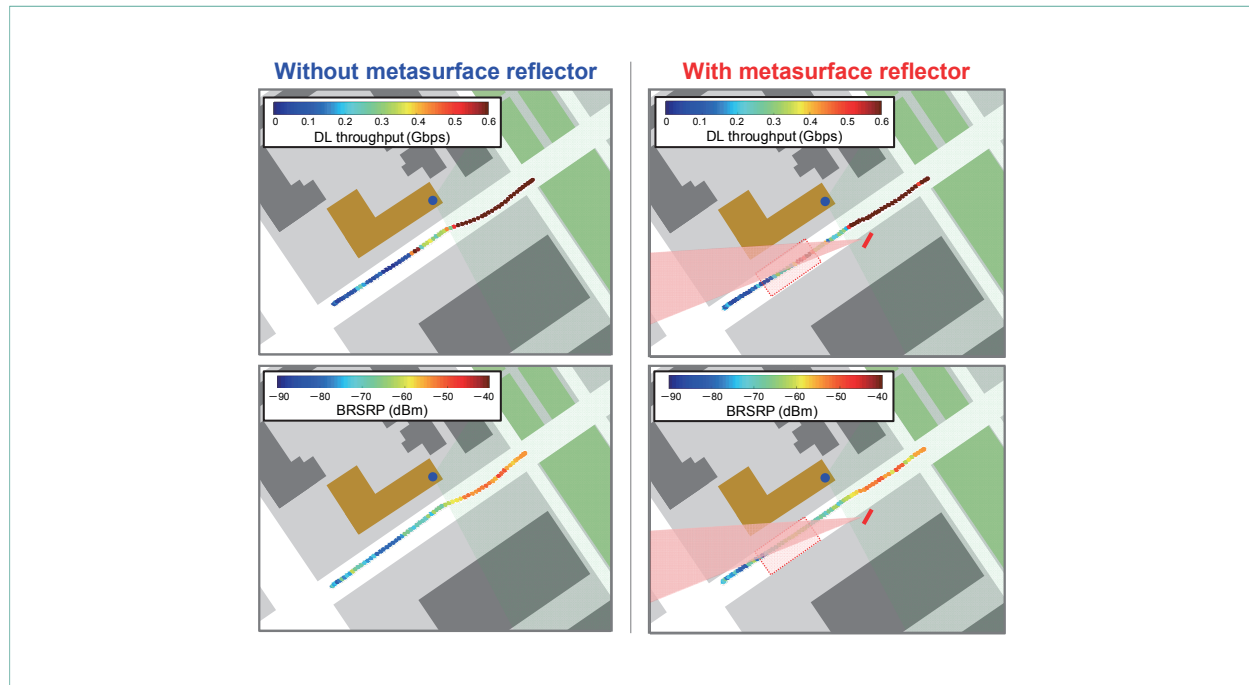 Without metasurface reflector
With metasurface reflector
0 0.1 0.2 0.3 0.4 0.5 0.6
DL throughput (Gbps)
0 0.1 0.2 0.3 0.4 0.5 0.6
DL throughput (Gbps)
−90 −80 −70 −60 −50 −40
BRSRP (dBm)
−90 −80 −70 −60 −50 −40
BRSRP (dBm)